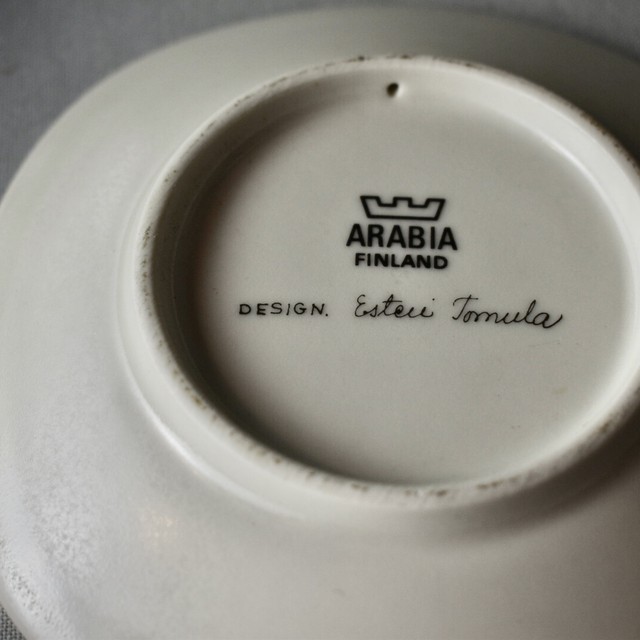 ARABIA
FINLAND
DESIGN. Esteri Tomula